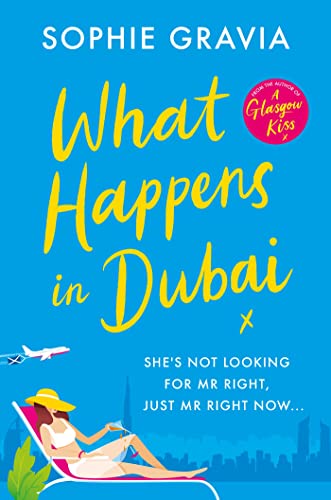 SOPHIE GRAVIA
FROM THE AUTHOR OF
A
Glasgow
Kiss
x
What
Happens
in Dubai
x
SHE'S NOT LOOKING
FOR MR RIGHT,
JUST MR RIGHT NOW...